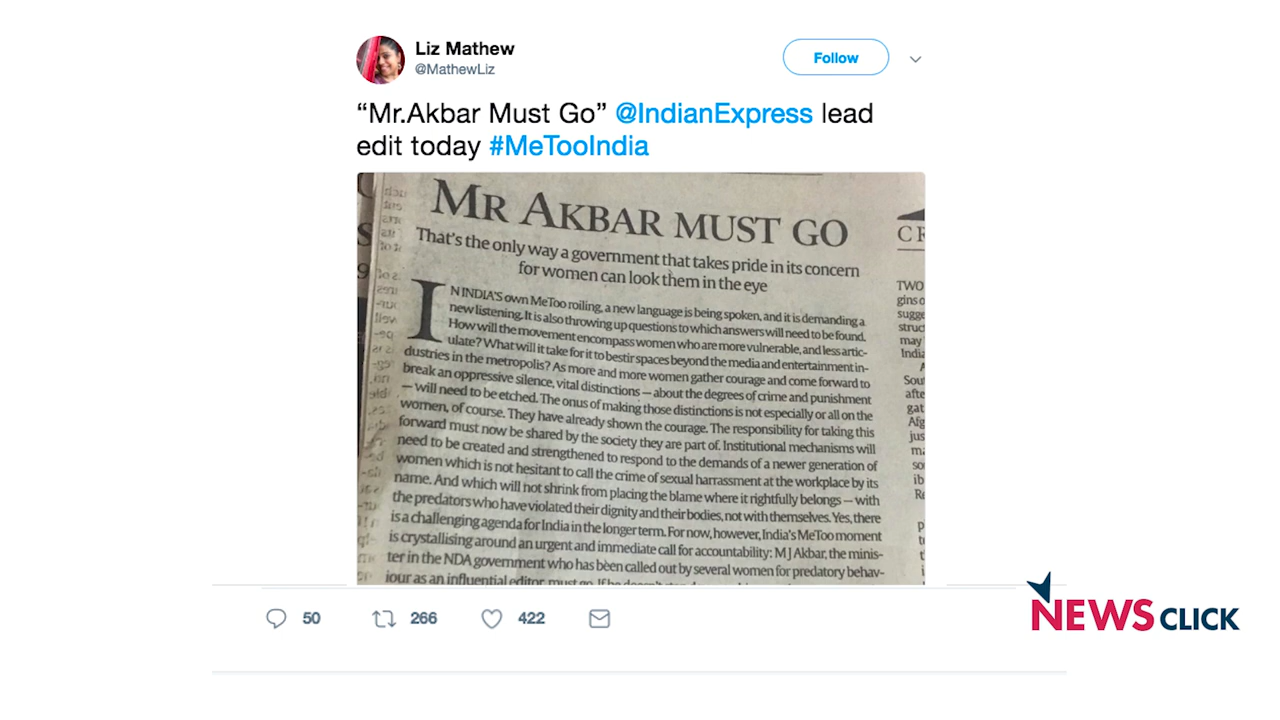 Liz Mathew
@MathewLiz
Follow
“Mr.Akbar Must Go” @IndianExpress lead
edit today #MeTooIndia
MR AKBAR MUST GO
That's the only way a government that takes pride in its concern
for women can look them in the eye
IN INDIA'S own MeToo roiling, a new language is being spoken, and it is demanding a
new listening. It is also throwing up questions to which answers will need to be found.
How will the movement encompass women who are more vulnerable, and less artic-
ulate? What will it take for it to bestir spaces beyond the media and entertainment in-
dustries in the metropolis? As more and more women gather courage and come forward to
break an oppressive silence, vital distinctions — about the degrees of crime and punishment
— will need to be etched. The onus of making those distinctions is not especially or all on the
women, of course. They have already shown the courage. The responsibility for taking this
forward must now be shared by the society they are part of. Institutional mechanisms will
need to be created and strengthened to respond to the demands of a newer generation of
women which is not hesitant to call the crime of sexual harrassment at the workplace by its
name. And which will not shrink from placing the blame where it rightfully belongs — with
the predators who have violated their dignity and their bodies, not with themselves. Yes, there
is a challenging agenda for India in the longer term. For now, however, India's MeToo moment
is crystallising around an urgent and immediate call for accountability: M J Akbar, the minis-
ter in the NDA government who has been called out by several women for predatory behav-
iour as an influential editor, must go. If he doesn't
TWO
50
266
422
NEWSCLICK